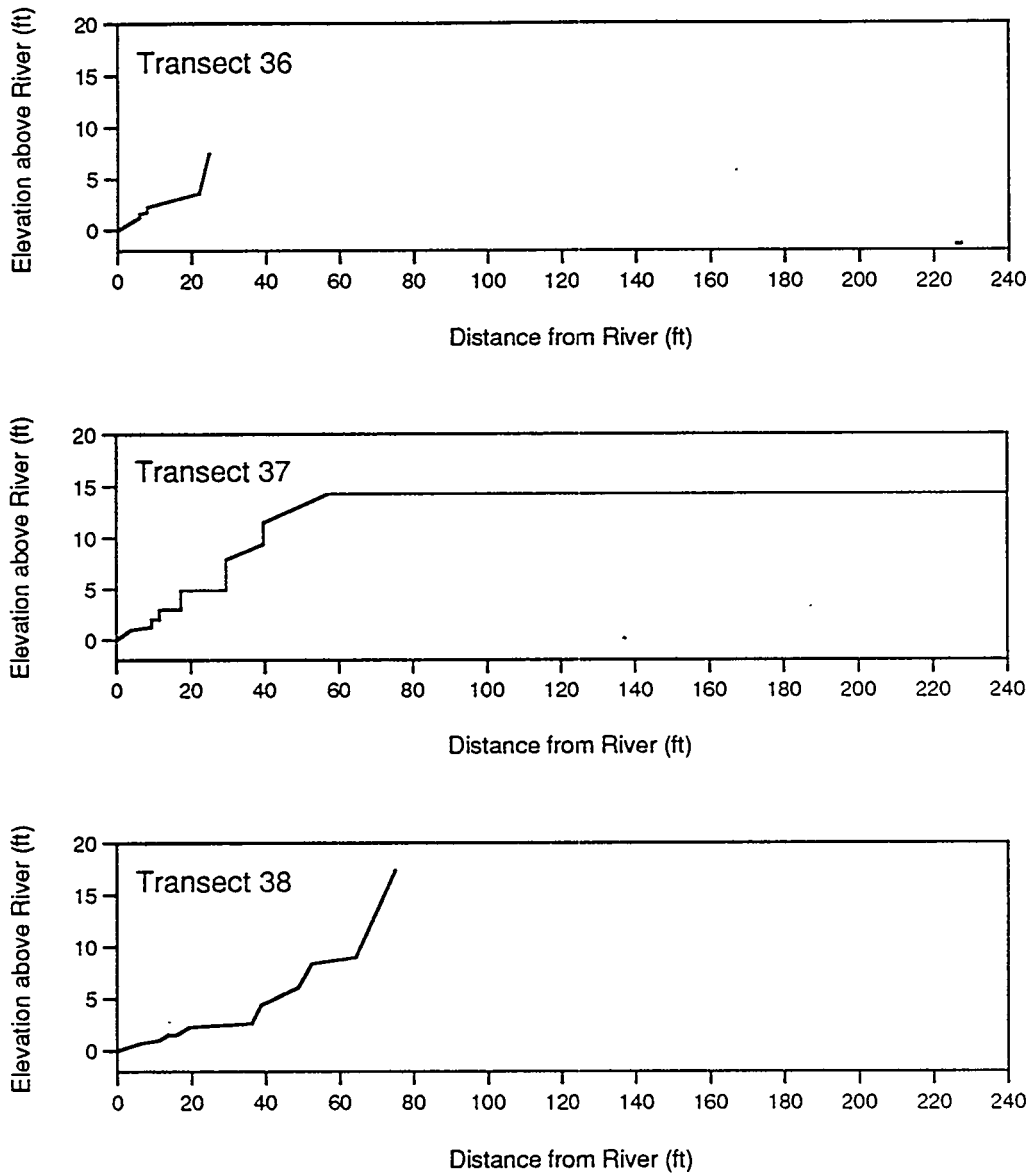 Elevation above River (ft)
20
15
10
5
0
Transect 36
0 20 40 60 80 100 120 140 160 180 200 220 240
Distance from River (ft)
Elevation above River (ft)
20
15
10
5
0
Transect 37
0 20 40 60 80 100 120 140 160 180 200 220 240
Distance from River (ft)
Elevation above River (ft)
20
15
10
5
0
Transect 38
0 20 40 60 80 100 120 140 160 180 200 220 240
Distance from River (ft)